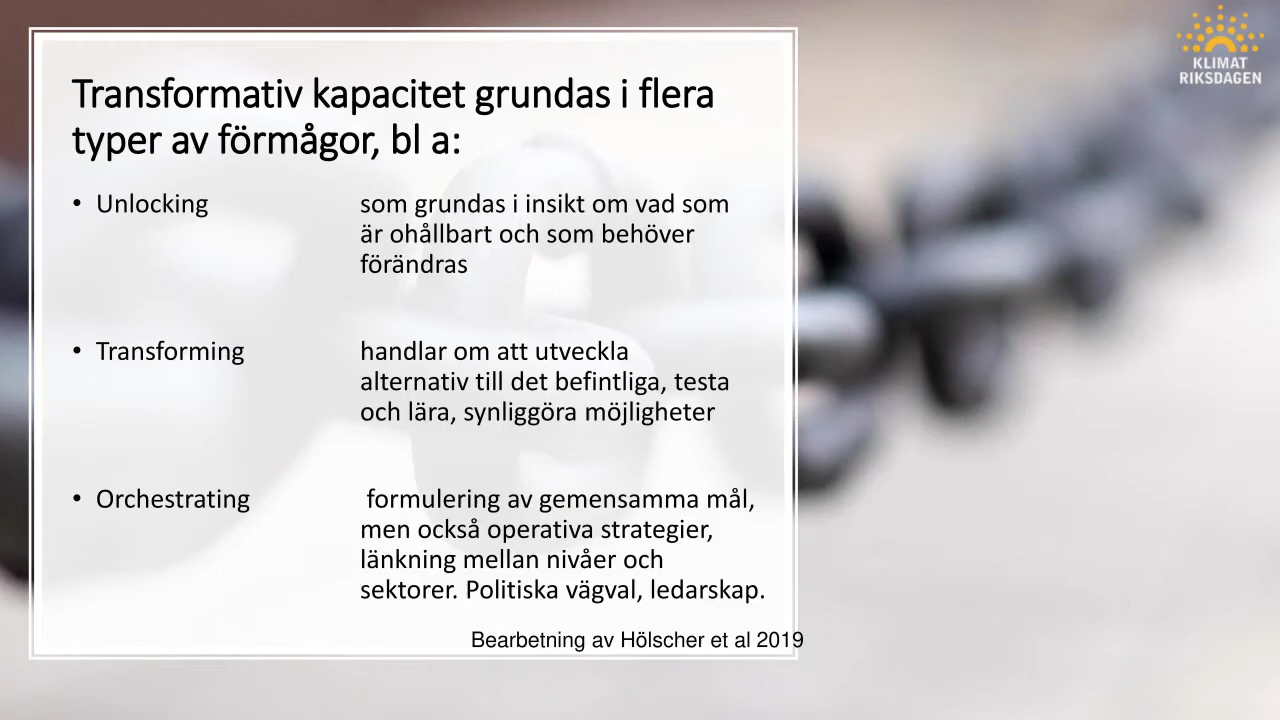 KLIMAT
RIKSDAGEN
Transformativ kapacitet grundas i flera
typer av förmågor, bl a:
• Unlocking som grundas i insikt om vad som
är ohållbart och som behöver
förändras
• Transforming handlar om att utveckla
alternativ till det befintliga, testa
och lära, synliggöra möjligheter
• Orchestrating formulering av gemensamma mål,
men också operativa strategier,
länkning mellan nivåer och
sektorer. Politiska vägval, ledarskap.
Bearbetning av Hölscher et al 2019